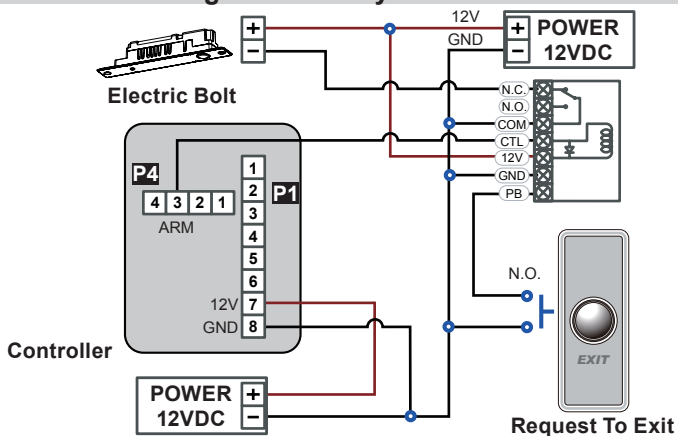 12V
+
−
+
−
POWER
12VDC
GND
Electric Bolt
N.C.
N.O.
COM
CTL
12V
GND
PB
P4
4 3 2 1
ARM
P1
1
2
3
4
5
6
12V 7
GND 8
N.O.
EXIT
Controller
POWER
12VDC
+
−
Request To Exit